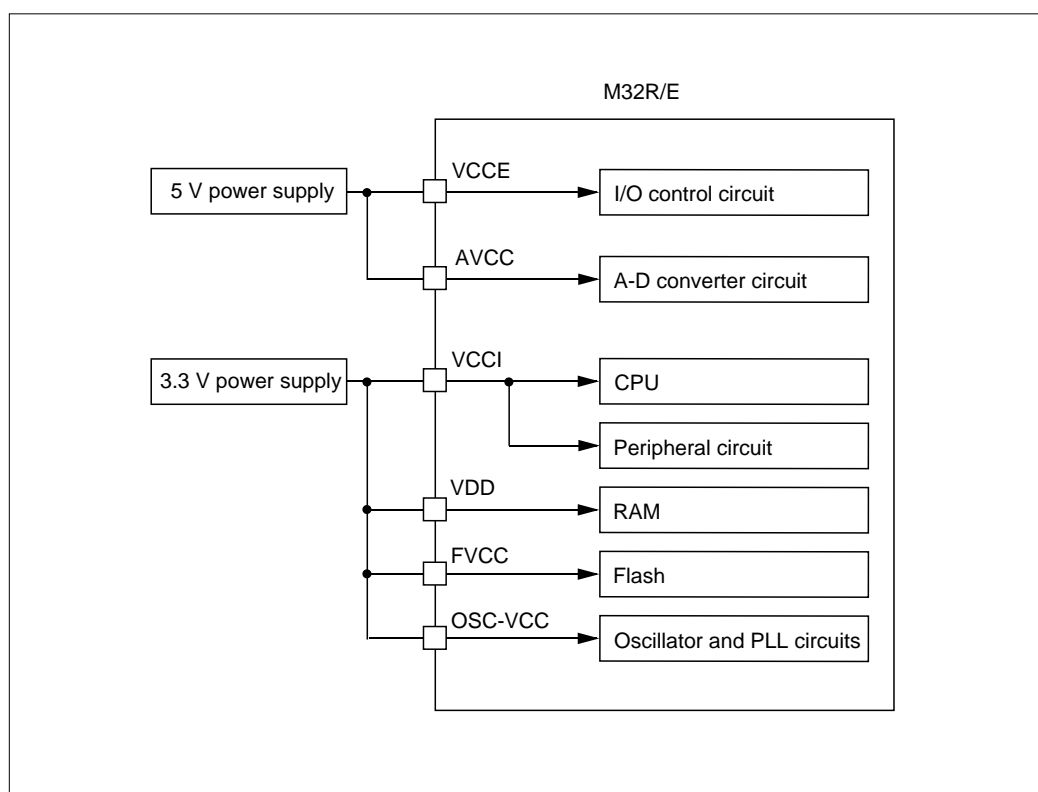 M32R/E
5 V power supply
VCCE
I/O control circuit
AVCC
A-D converter circuit
3.3 V power supply
VCCI
CPU
Peripheral circuit
VDD
RAM
FVCC
Flash
OSC-VCC
Oscillator and PLL circuits